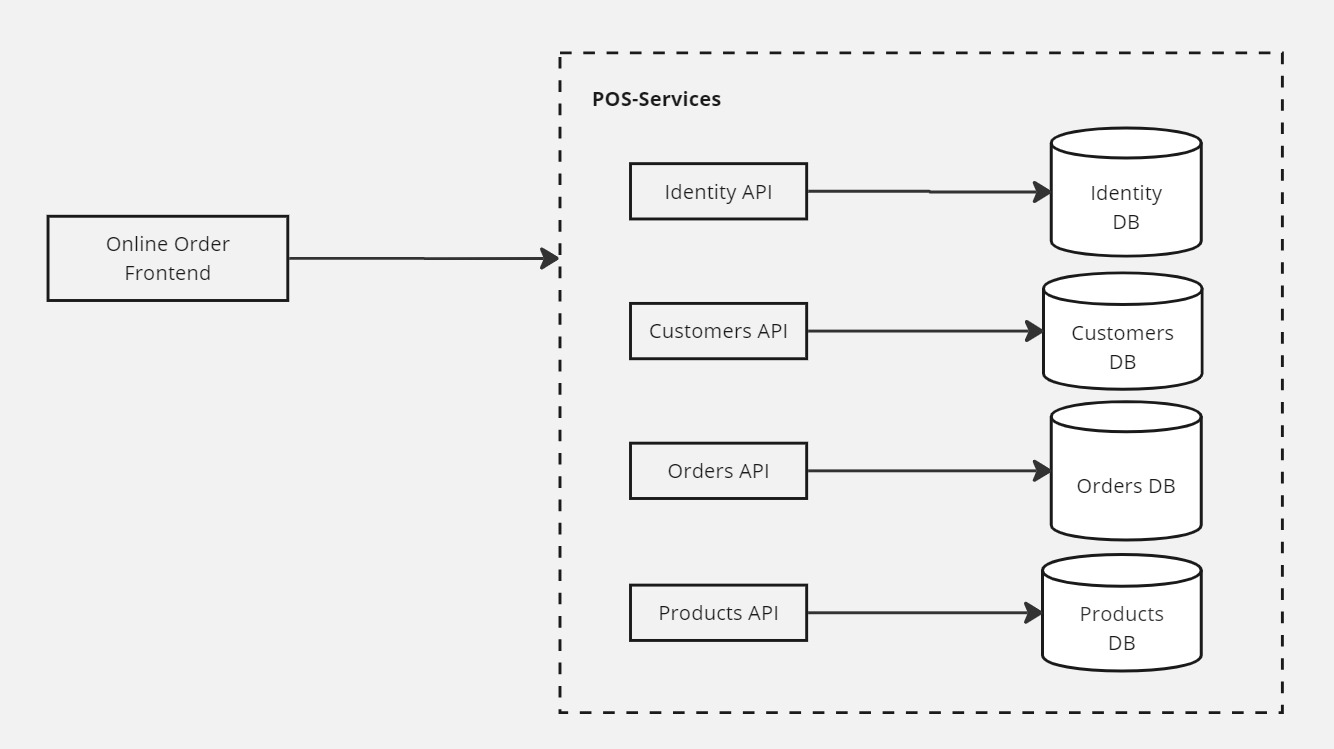 POS-Services
Identity API
Identity
DB
Online Order
Frontend
Customers API
Customers
DB
Orders API
Orders DB
Products API
Products
DB